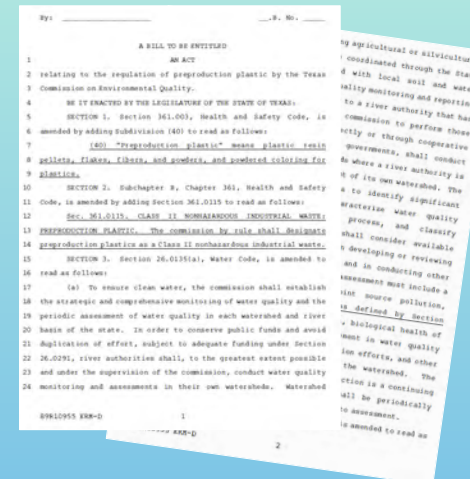 By: ____________________ __.B. No. _____
A BILL TO BE ENTITLED
1 AN ACT
2 relating to the regulation of preproduction plastic by the Texas
3 Commission on Environmental Quality.
4 BE IT ENACTED BY THE LEGISLATURE OF THE STATE OF TEXAS:
5 SECTION 1. Section 361.003, Health and Safety Code, is
6 amended by adding Subdivision (40) to read as follows:
7 (40) "Preproduction plastic" means plastic resin
8 pellets, flakes, fibers, and powders, and powdered coloring for
9 plastics.
10 SECTION 2. Subchapter B, Chapter 361, Health and Safety
11 Code, is amended by adding Section 361.0115 to read as follows:
12 Sec. 361.0115. CLASS II NONHAZARDOUS INDUSTRIAL WASTE:
13 PREPRODUCTION PLASTIC. The commission by rule shall designate
14 preproduction plastics as a Class II nonhazardous industrial waste.
15 SECTION 3. Section 26.0135(a), Water Code, is amended to
16 read as follows:
17 (a) To ensure clean water, the commission shall establish
18 the strategic and comprehensive monitoring of water quality and the
19 periodic assessment of water quality in each watershed and river
20 basin of the state. In order to conserve public funds and avoid
21 duplication of effort, subject to adequate funding under Section
22 26.0291, river authorities shall, to the greatest extent possible
23 and under the supervision of the commission, conduct water quality
24 monitoring and assessments in their own watersheds. Watershed
89R10955 KRM-D 1
agricultural or silvicultur
coordinated through the Sta
with local soil and wate
ality monitoring and reportin
to a river authority that has
commission to perform those
ctly or through cooperative
governments, shall conduct
where a river authority is
of its own watershed. The
to identify significant
aracterize water quality
process, and classify
shall consider available
developing or reviewing
and in conducting other
assessment must include a
int source pollution,
defined by Section
biological health of
ment in water quality
ion efforts, and other
the watershed. The
ction is a continuing
all be periodically
assessment.
is amended to read as
KRM-D
2